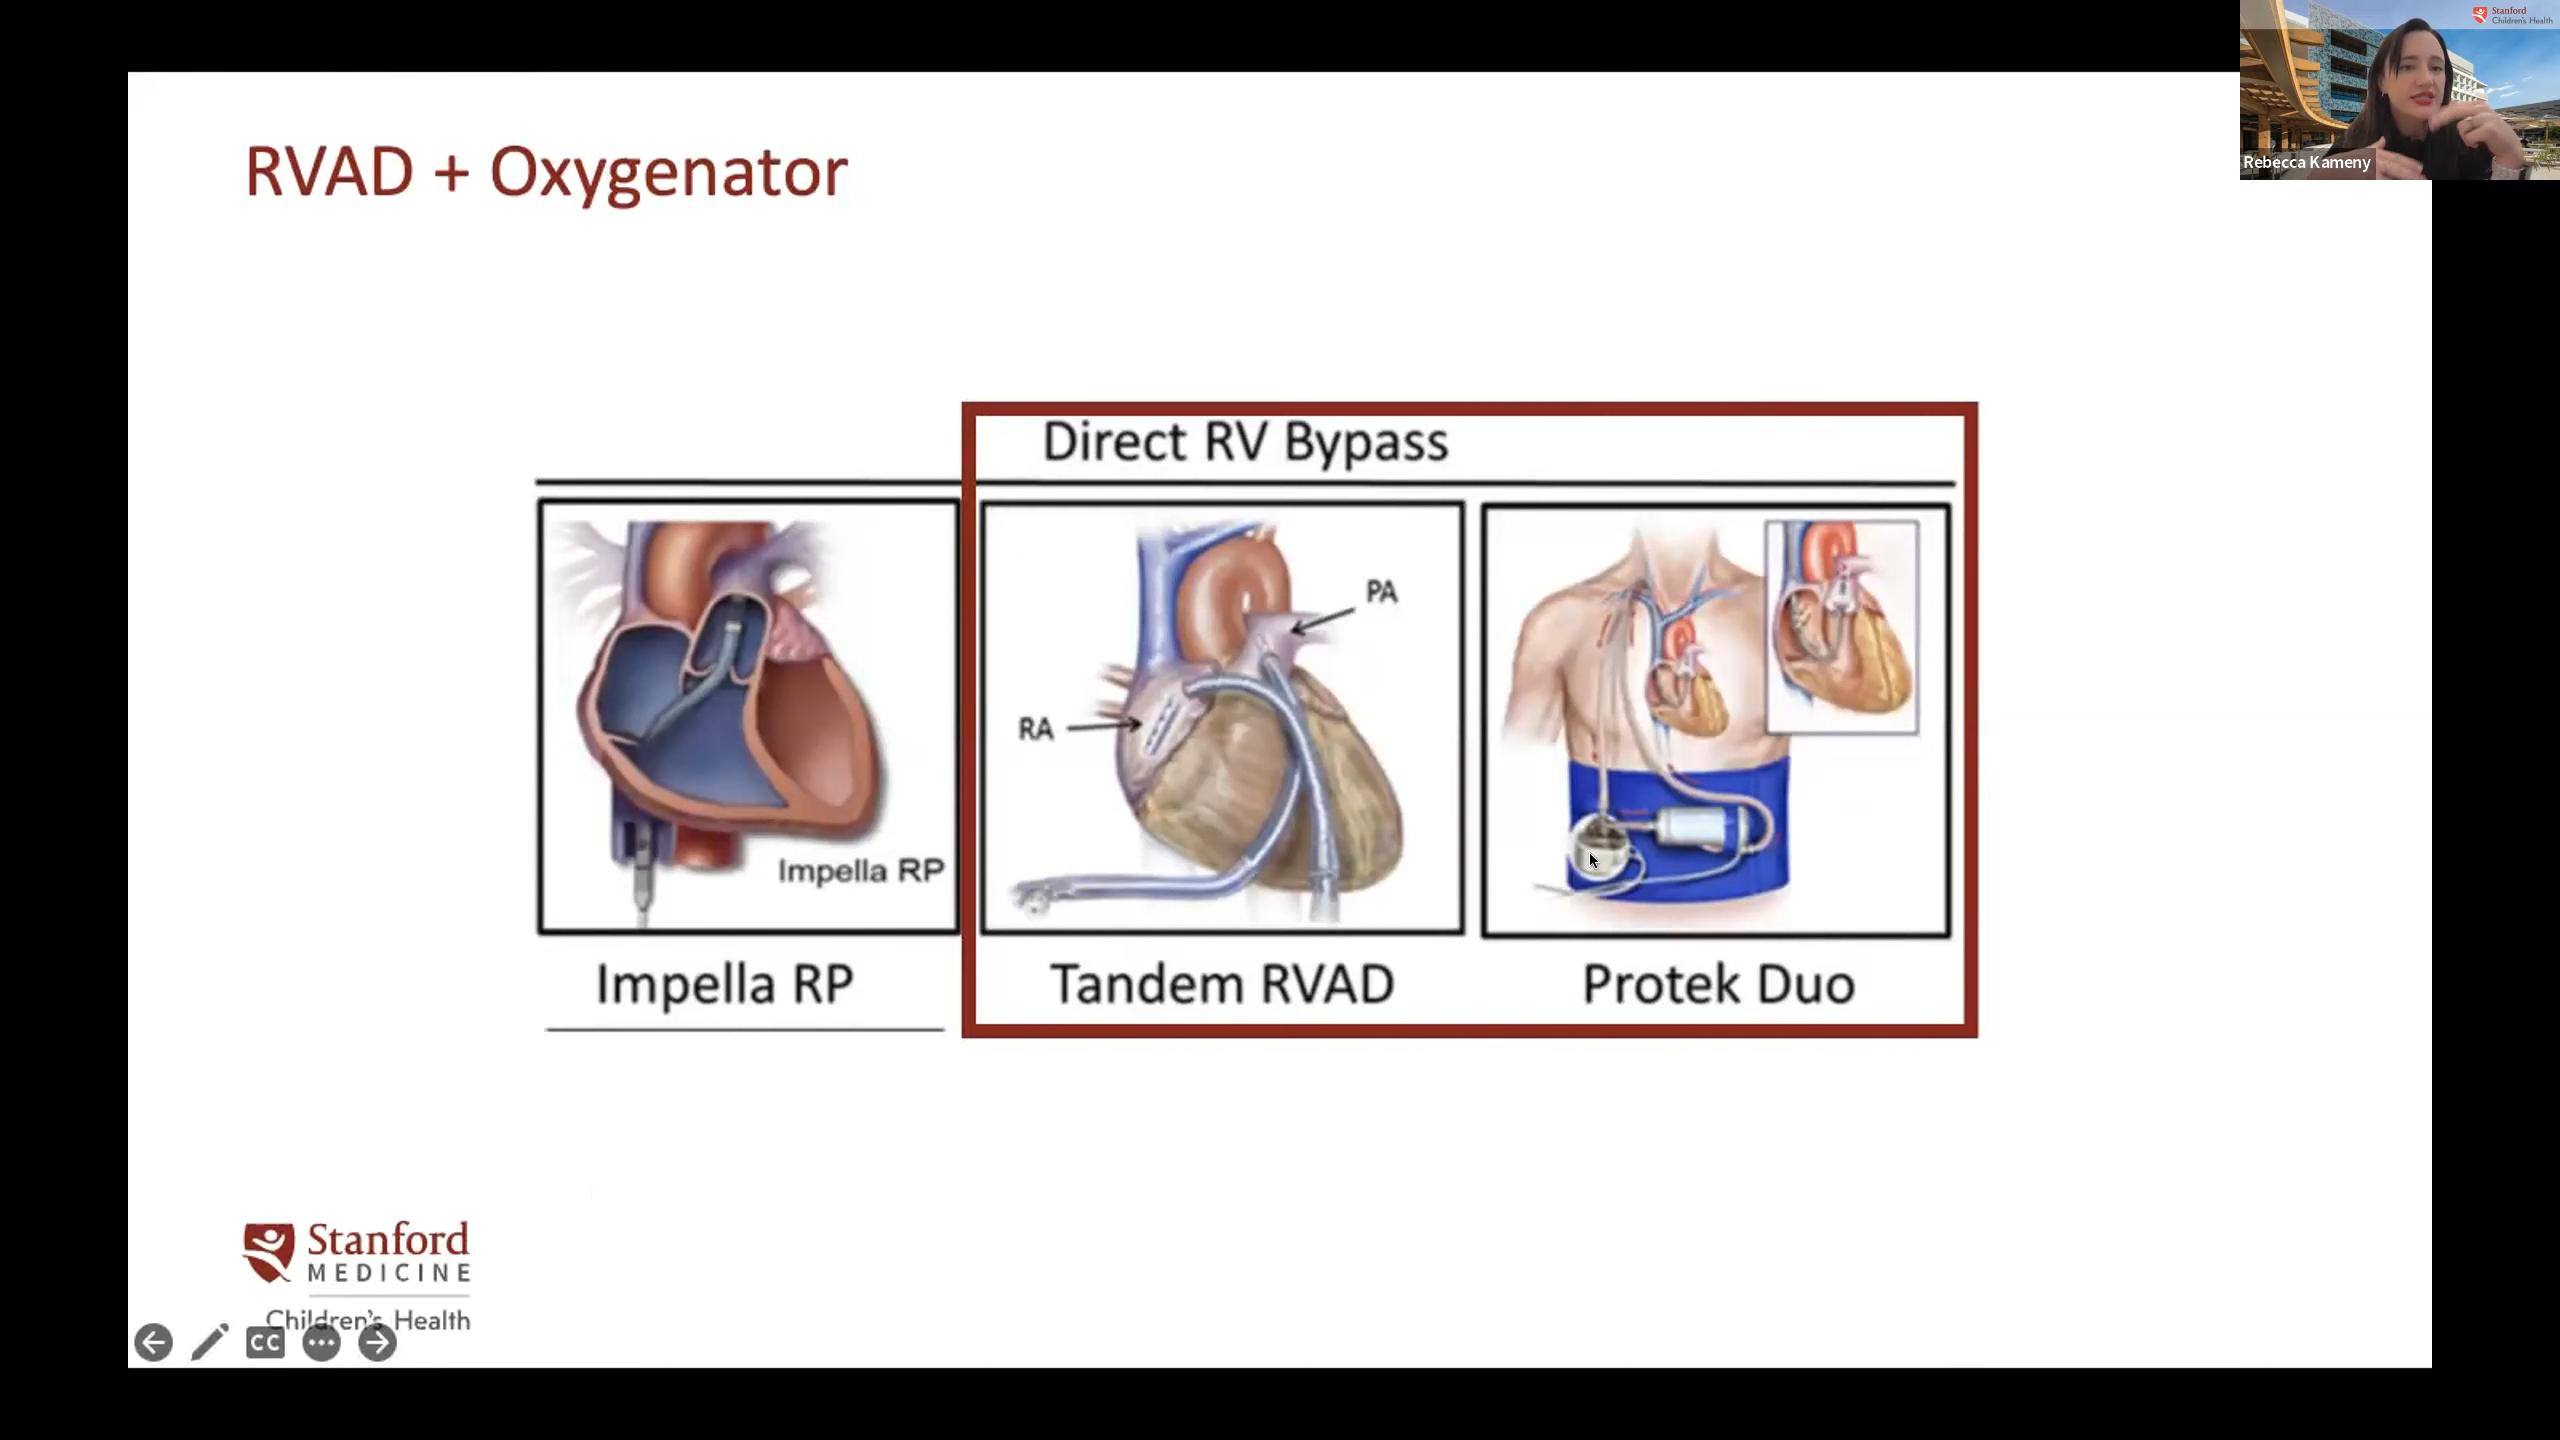 Stanford
Children's Health
Rebecca Kameny
RVAD + Oxygenator
Direct RV Bypass
PA
RA
Impella RP
Impella RP
Tandem RVAD
Protek Duo
Stanford
MEDICINE
Children's Health
CC